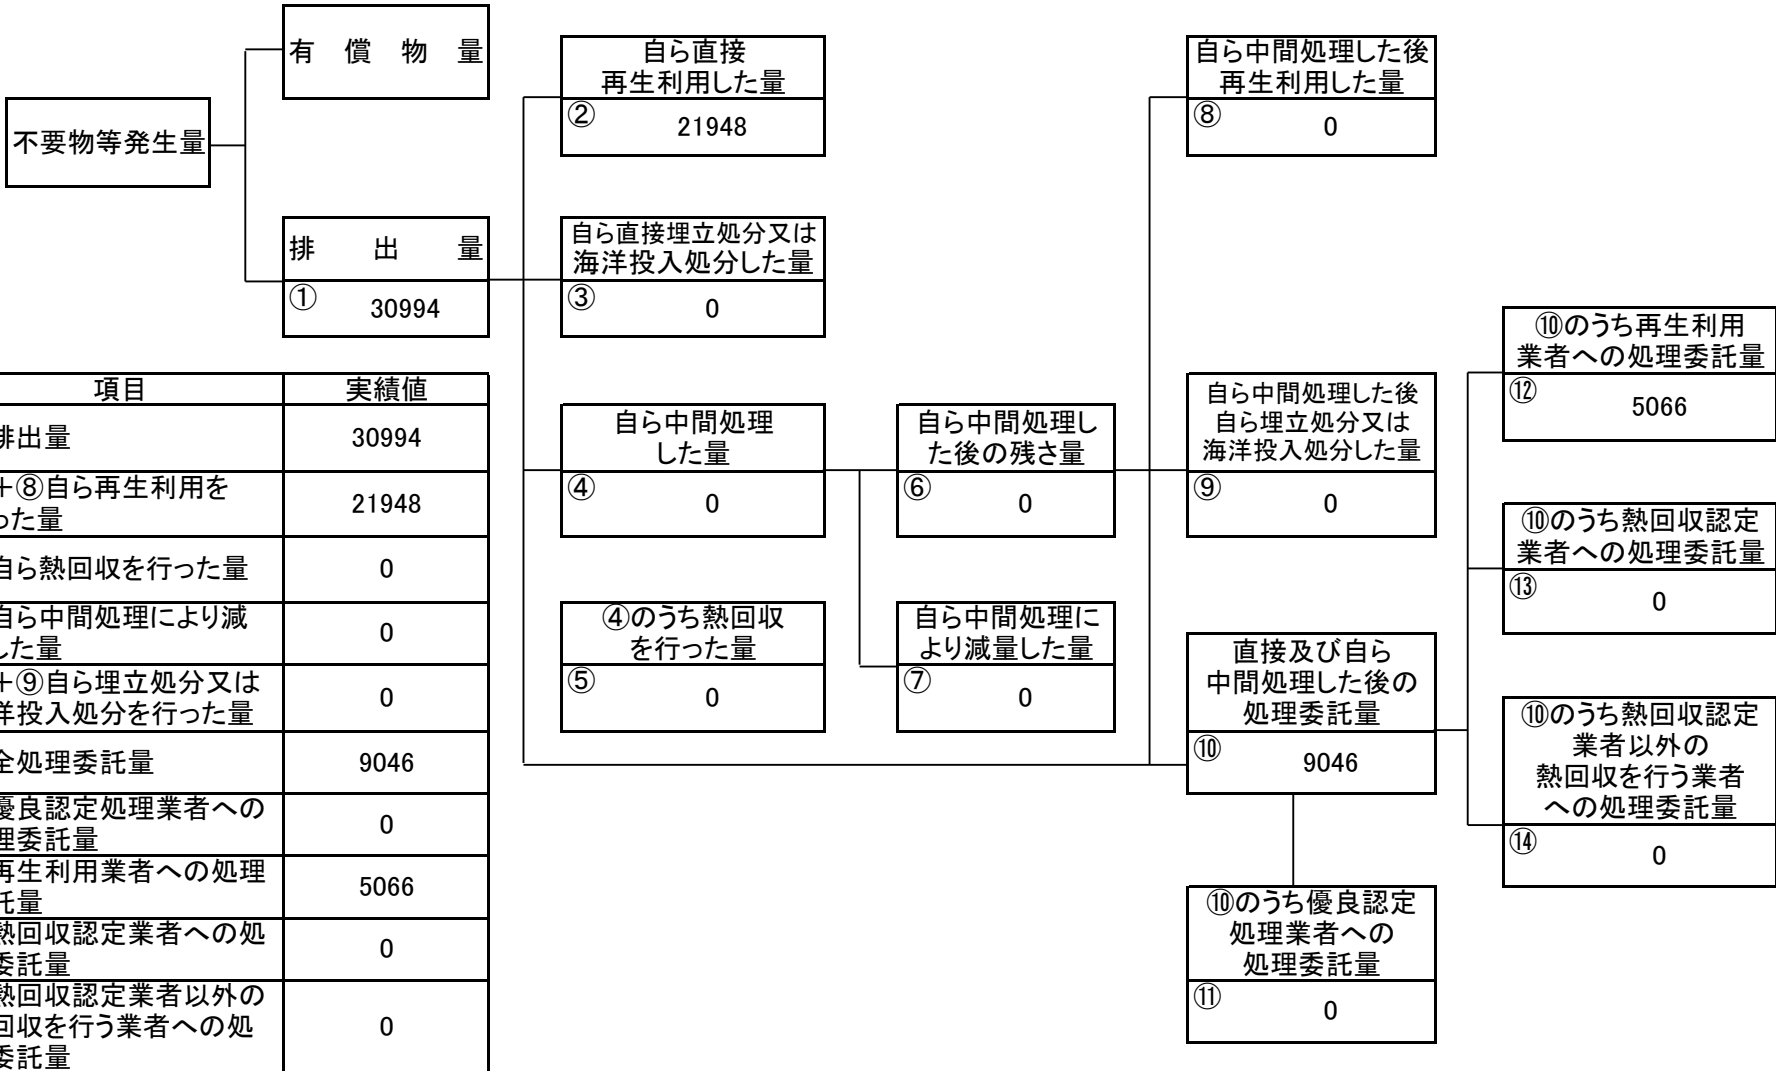 不要物等発生量
有 償 物 量
排 出 量
① 30994
自ら直接
再生利用した量
② 21948
自ら直接埋立処分又は
海洋投入処分した量
③ 0
自ら中間処理
した量
④ 0
④のうち熱回収
を行った量
⑤ 0
自ら中間処理し
た後の残さ量
⑥ 0
自ら中間処理に
より減量した量
⑦ 0
自ら中間処理した後
再生利用した量
⑧ 0
自ら中間処理した後
自ら埋立処分又は
海洋投入処分した量
⑨ 0
直接及び自ら
中間処理した後の
処理委託量
⑩ 9046
⑩のうち優良認定
処理業者への
処理委託量
⑪ 0
⑩のうち再生利用
業者への処理委託量
⑫ 5066
⑩のうち熱回収認定
業者への処理委託量
⑬ 0
⑩のうち熱回収認定
業者以外の
熱回収を行う業者
への処理委託量
⑭ 0
項目 実績値
排出量 30994
+⑧自ら再生利用を
った量 21948
自ら熱回収を行った量 0
自ら中間処理により減
した量 0
+⑨自ら埋立処分又は
洋投入処分を行った量 0
全処理委託量 9046
優良認定処理業者への
理委託量 0
再生利用業者への処理
託量 5066
熱回収認定業者への処
委託量 0
熱回収認定業者以外の
回収を行う業者への処
委託量 0